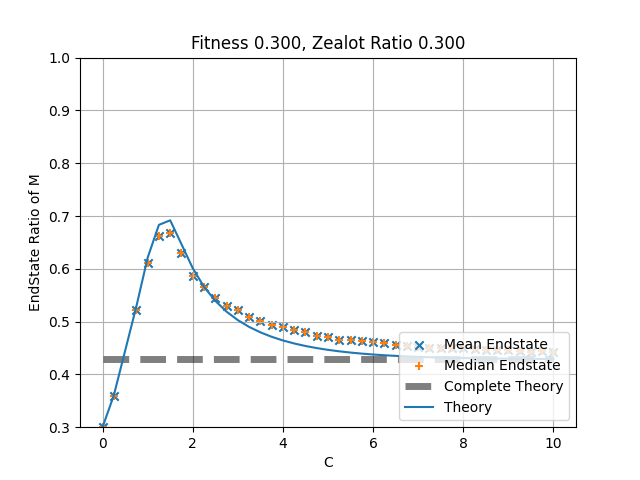 Fitness 0.300, Zealot Ratio 0.300
1.0
0.9
0.8
0.7
0.6
0.5
0.4
0.3
EndState Ratio of M
Mean Endstate
Median Endstate
Complete Theory
Theory
0 2 4 6 8 10
C